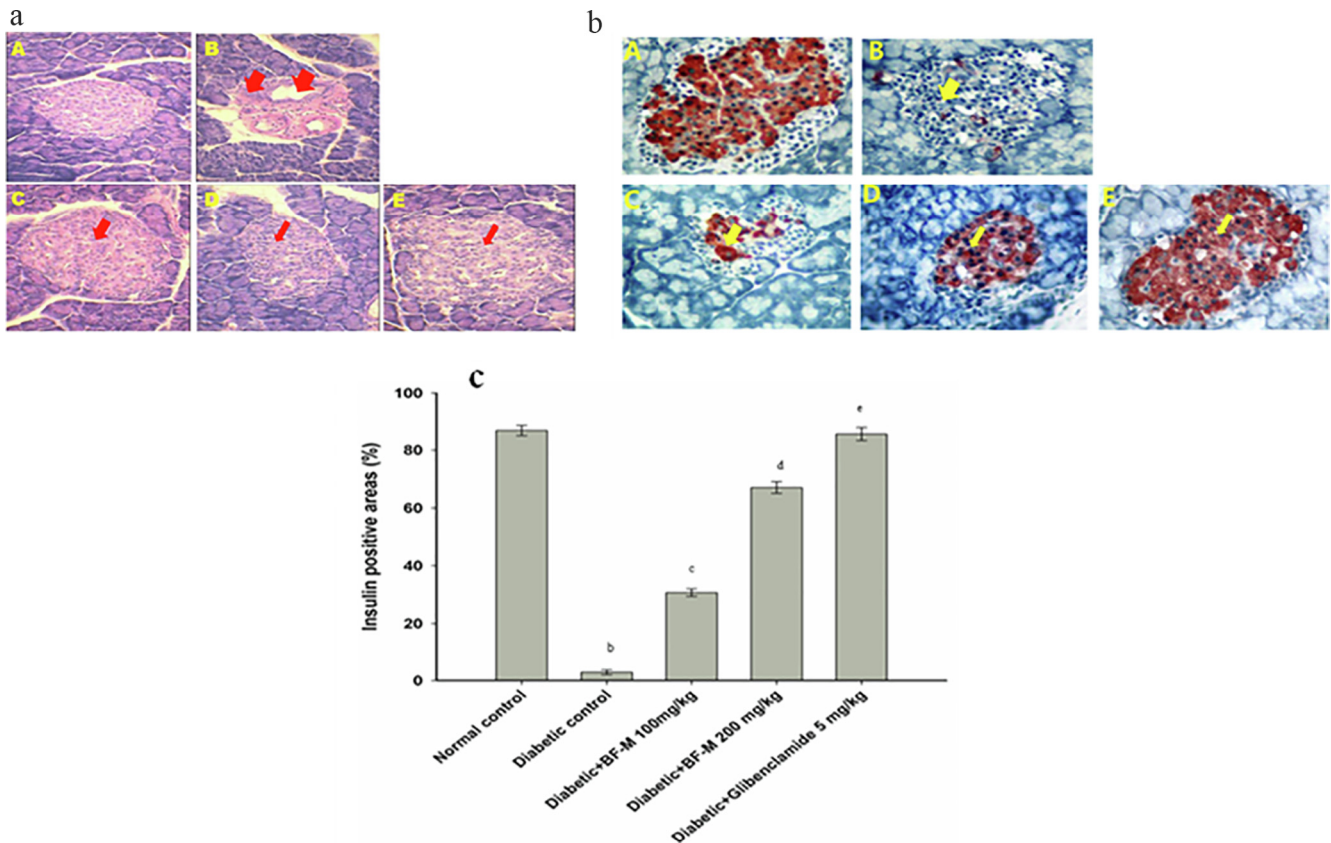 a
A
B
C
D
E
b
A
B
C
D
E
c
Insulin positive areas (%)
100
80
60
40
20
0
b
c
d
e
Normal control
Diabetic control
Diabetic+BF-M 100mg/kg
Diabetic+BF-M 200 mg/kg
Diabetic+Glibenclamide 5 mg/kg